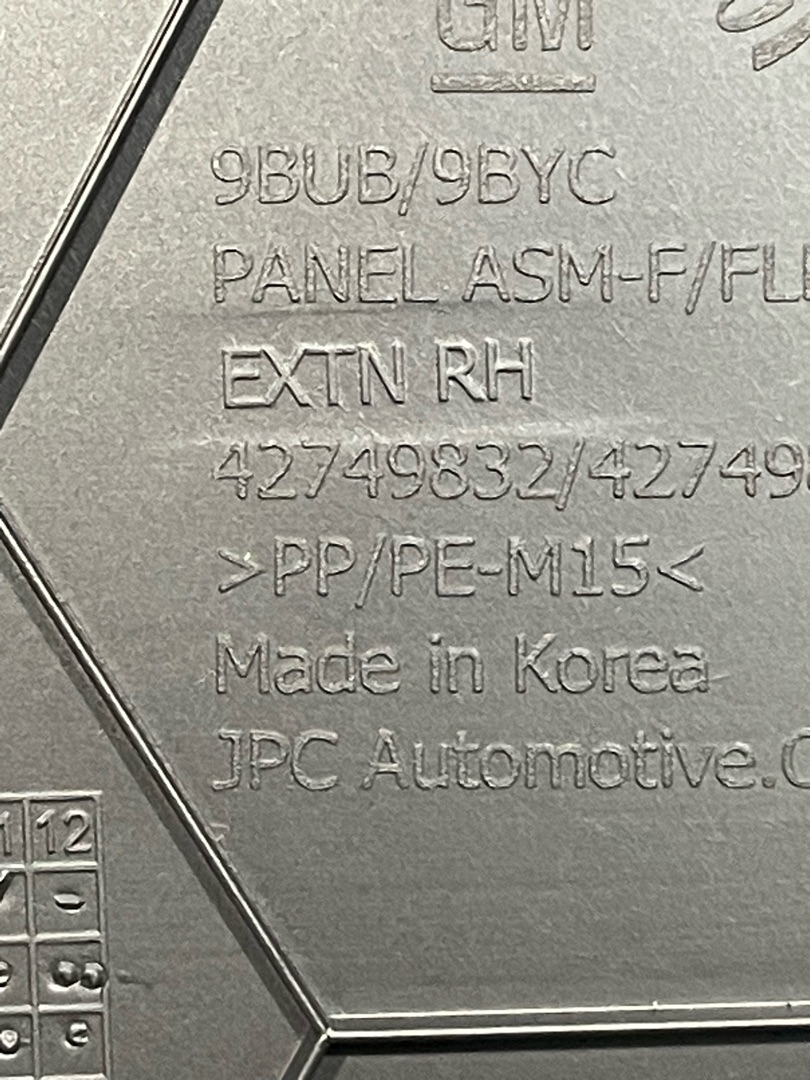 GM
9BUB/9BYC
PANEL ASM-F/FL
EXTN RH
42749832/42749
>PP/PE-M15<
Made in Korea
JPC Automotive.C
1 12